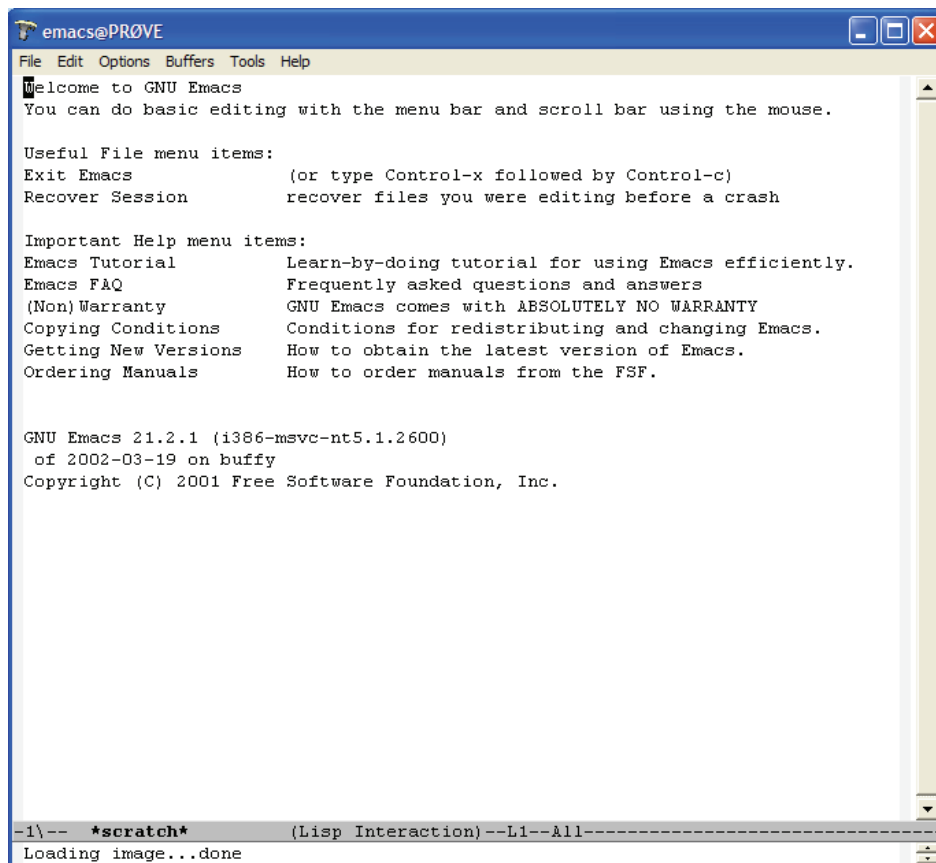 emacs@PRØVE
File Edit Options Buffers Tools Help
Welcome to GNU Emacs
You can do basic editing with the menu bar and scroll bar using the mouse.
Useful File menu items:
Exit Emacs (or type Control-x followed by Control-c)
Recover Session recover files you were editing before a crash
Important Help menu items:
Emacs Tutorial Learn-by-doing tutorial for using Emacs efficiently.
Emacs FAQ Frequently asked questions and answers
(Non)Warranty GNU Emacs comes with ABSOLUTELY NO WARRANTY
Copying Conditions Conditions for redistributing and changing Emacs.
Getting New Versions How to obtain the latest version of Emacs.
Ordering Manuals How to order manuals from the FSF.
GNU Emacs 21.2.1 (i386-msvc-nt5.1.2600)
of 2002-03-19 on buffy
Copyright (C) 2001 Free Software Foundation, Inc.
-1\-- *scratch* (Lisp Interaction)--L1--All---------------------------------
Loading image...done